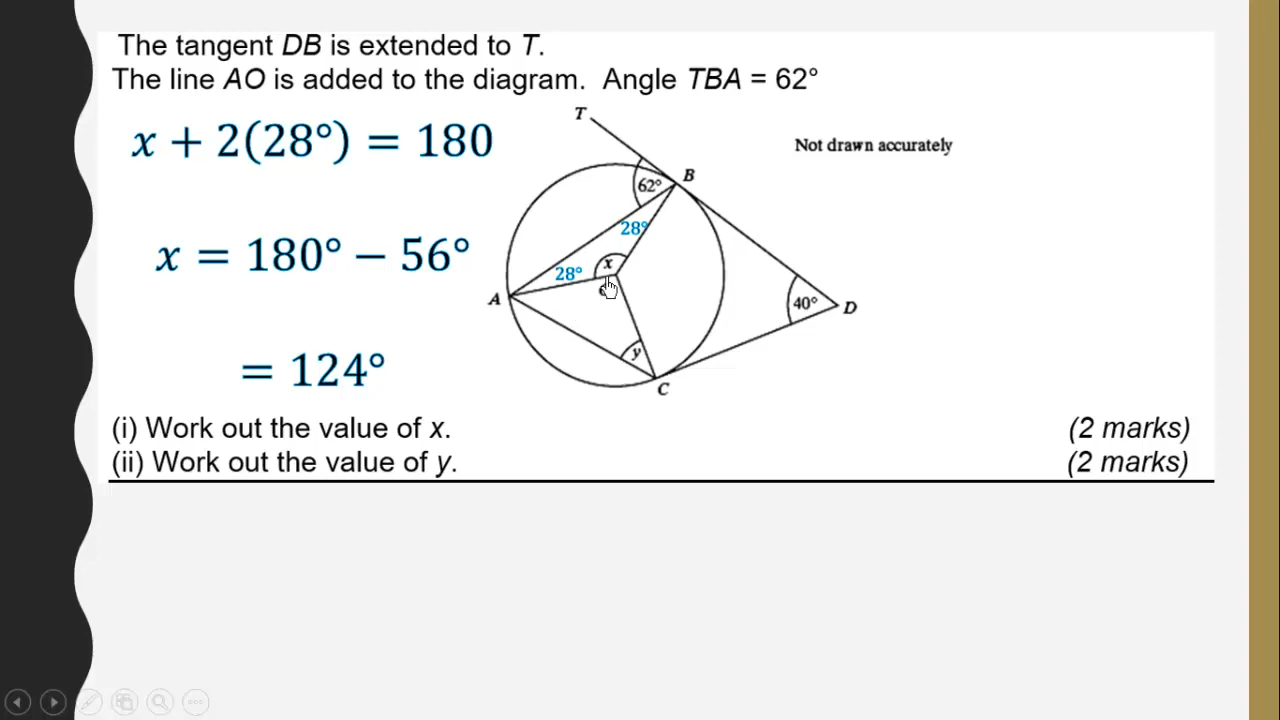 The tangent DB is extended to T.
The line AO is added to the diagram. Angle TBA = 62°
x + 2(28°) = 180
x = 180° − 56°
= 124°
T
Not drawn accurately
B
62°
28°
x
28°
A
40°
D
y
C
(i) Work out the value of x. (2 marks)
(ii) Work out the value of y. (2 marks)